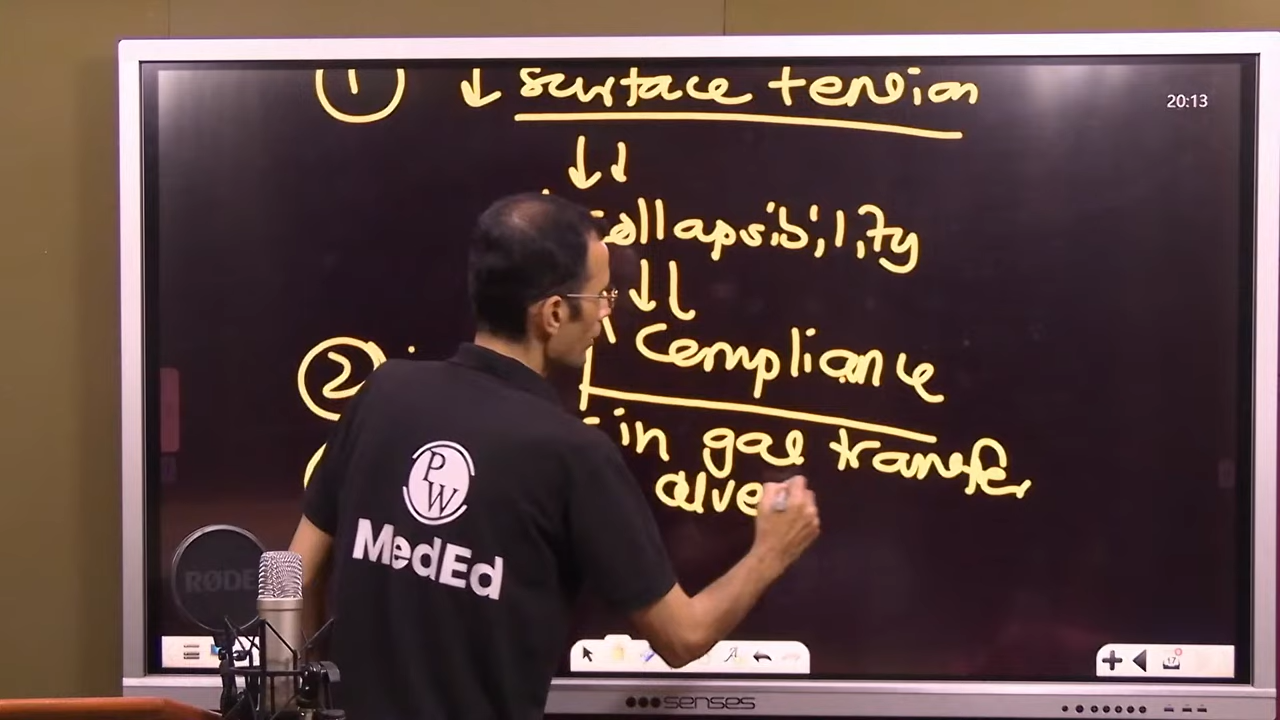 1 ↓ surface tension
20:13
↓↓
collapsibility
↓↓
Compliance
2
in gas transfer
alve
PW
MedEd
RØDE
senses